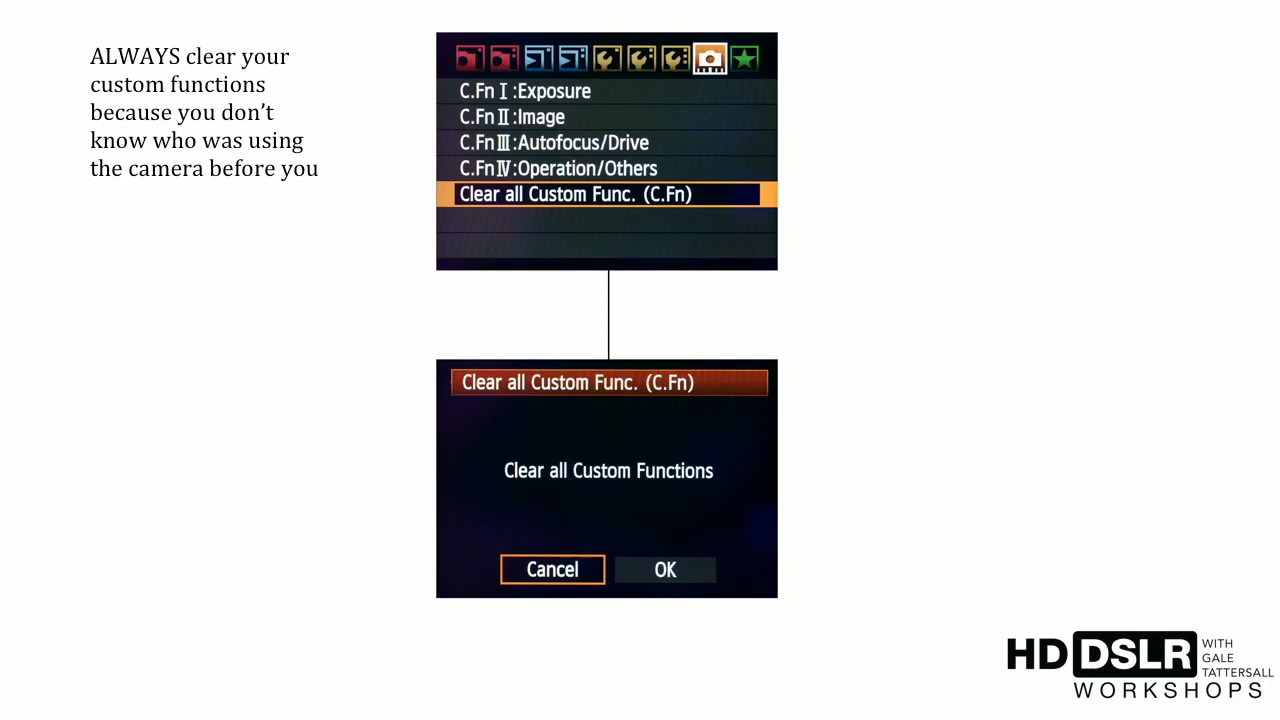 ALWAYS clear your
custom functions
because you don’t
know who was using
the camera before you
C.Fn Ⅰ :Exposure
C.Fn Ⅱ :Image
C.Fn Ⅲ :Autofocus/Drive
C.Fn Ⅳ :Operation/Others
Clear all Custom Func. (C.Fn)
Clear all Custom Func. (C.Fn)
Clear all Custom Functions
Cancel OK
HD DSLR WITH
GALE
TATTERSALL
WORKSHOPS